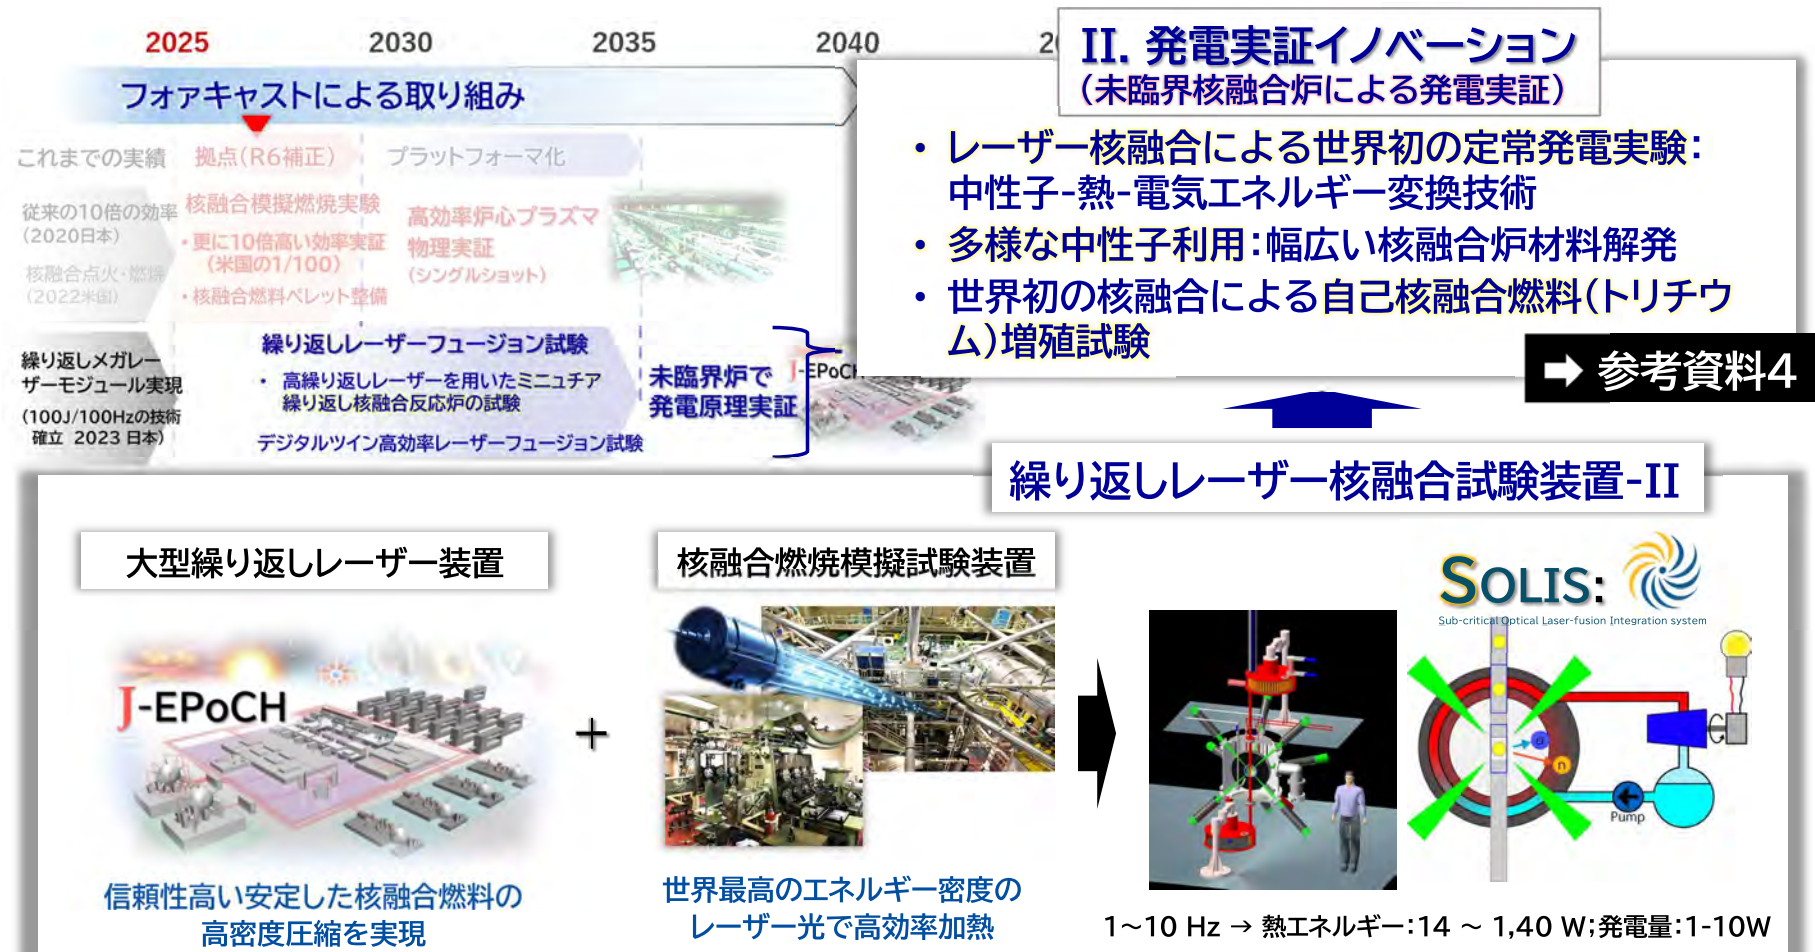 2025
2030
2035
2040
II. 発電実証イノベーション
(未臨界核融合炉による発電実証)
フォアキャストによる取り組み
これまでの実績
拠点(R6補正)
プラットフォーマ化
従来の10倍の効率
(2020日本)
核融合点火・燃焼
(2022米国)
核融合模擬燃焼実験
・更に10倍高い効率実証
(米国の1/100)
・核融合燃料ペレット整備
高効率炉心プラズマ
物理実証
(シングルショット)
• レーザー核融合による世界初の定常発電実験:
中性子-熱-電気エネルギー変換技術
• 多様な中性子利用:幅広い核融合炉材料解発
• 世界初の核融合による自己核融合燃料(トリチウ
ム)増殖試験
➡ 参考資料4
繰り返しメガレー
ザーモジュール実現
(100J/100Hzの技術
確立 2023 日本)
繰り返しレーザーフュージョン試験
・ 高繰り返しレーザーを用いたミニュチア
繰り返し核融合反応炉の試験
デジタルツイン高効率レーザーフュージョン試験
未臨界炉で
発電原理実証
J-EPoCH
繰り返しレーザー核融合試験装置-II
大型繰り返しレーザー装置
J-EPoCH
信頼性高い安定した核融合燃料の
高密度圧縮を実現
+
核融合燃焼模擬試験装置
世界最高のエネルギー密度の
レーザー光で高効率加熱
SOLIS:
Sub-critical Optical Laser-fusion Integration system
α
n
Pump
1~10 Hz → 熱エネルギー:14 ~ 1,40 W;発電量:1-10W